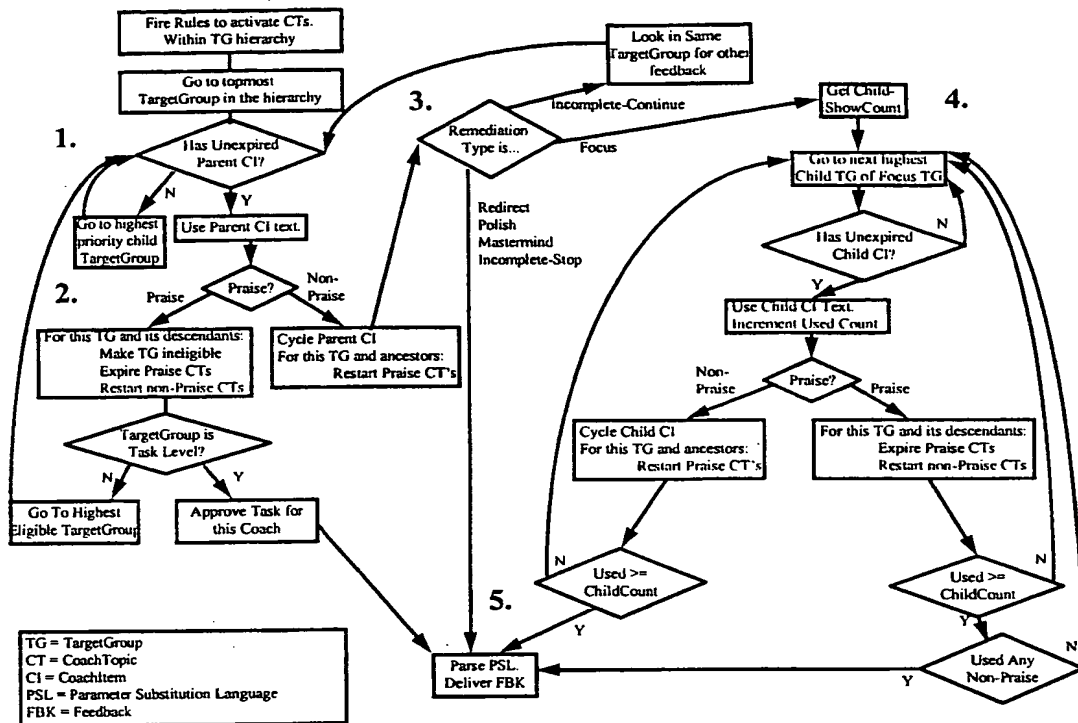 Fire Rules to activate CTs.
Within TG hierarchy
Go to topmost
TargetGroup in the hierarchy
1.
Has Unexpired
Parent CI?
N
Y
Go to highest
priority child
TargetGroup
Use Parent CI text.
2.
Praise?
Praise
Non-
Praise
For this TG and its descendants:
Make TG ineligible
Expire Praise CTs
Restart non-Praise CTs
Cycle Parent CI
For this TG and ancestors:
Restart Praise CT's
TargetGroup is
Task Level?
N
Y
Go To Highest
Eligible TargetGroup
Approve Task for
this Coach
3.
Look in Same
TargetGroup for other
feedback
Remediation
Type is...
Incomplete-Continue
Focus
Redirect
Polish
Mastermind
Incomplete-Stop
4.
Get Child-
ShowCount
Go to next highest
Child TG of Focus TG
Has Unexpired
Child CI?
N
Y
Use Child CI Text.
Increment Used Count
Praise?
Non-
Praise
Praise
Cycle Child CI
For this TG and ancestors:
Restart Praise CT's
For this TG and its descendants:
Expire Praise CTs
Restart non-Praise CTs
Used >=
ChildCount
N
Y
Used >=
ChildCount
N
Y
Used Any
Non-Praise
N
Y
5.
Parse PSL.
Deliver FBK
TG = TargetGroup
CT = CoachTopic
CI = CoachItem
PSL = Parameter Substitution Language
FBK = Feedback